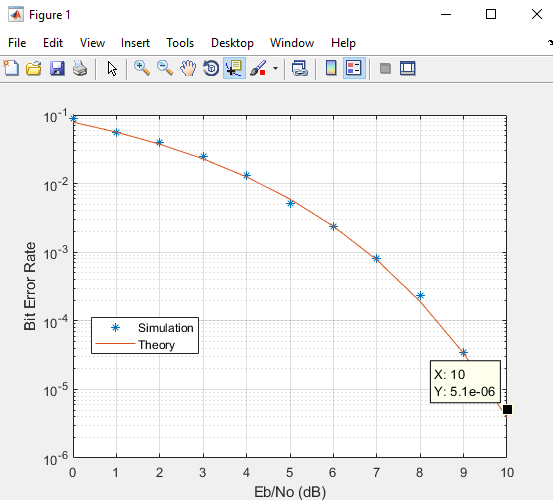 Figure 1
File Edit View Insert Tools Desktop Window Help
10-1
10-2
10-3
10-4
10-5
10-6
Bit Error Rate
Simulation
Theory
X: 10
Y: 5.1e-06
0 1 2 3 4 5 6 7 8 9 10
Eb/No (dB)